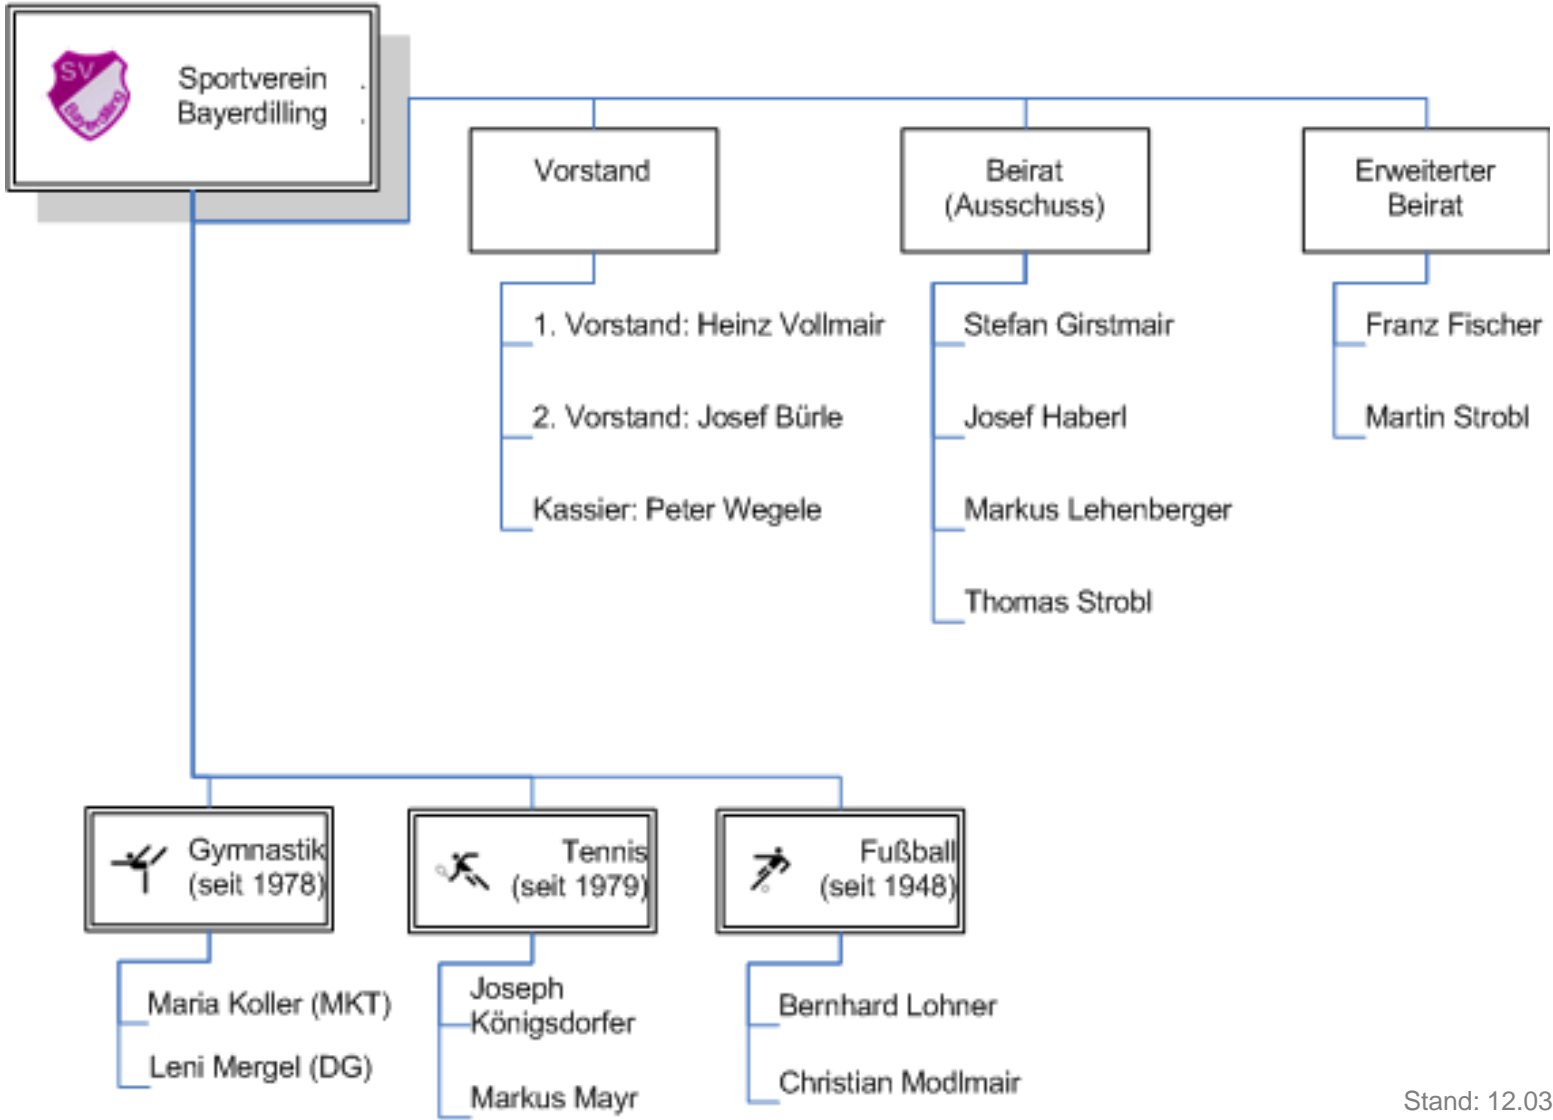 SV
Bayerdilling
Sportverein .
Bayerdilling .
Vorstand
Beirat
(Ausschuss)
Erweiterter
Beirat
1. Vorstand: Heinz Vollmair
2. Vorstand: Josef Bürle
Kassier: Peter Wegele
Stefan Girstmair
Josef Haberl
Markus Lehenberger
Thomas Strobl
Franz Fischer
Martin Strobl
Gymnastik
(seit 1978)
Tennis
(seit 1979)
Fußball
(seit 1948)
Maria Koller (MKT)
Leni Mergel (DG)
Joseph
Königsdorfer
Markus Mayr
Bernhard Lohner
Christian Modlmair
Stand: 12.03